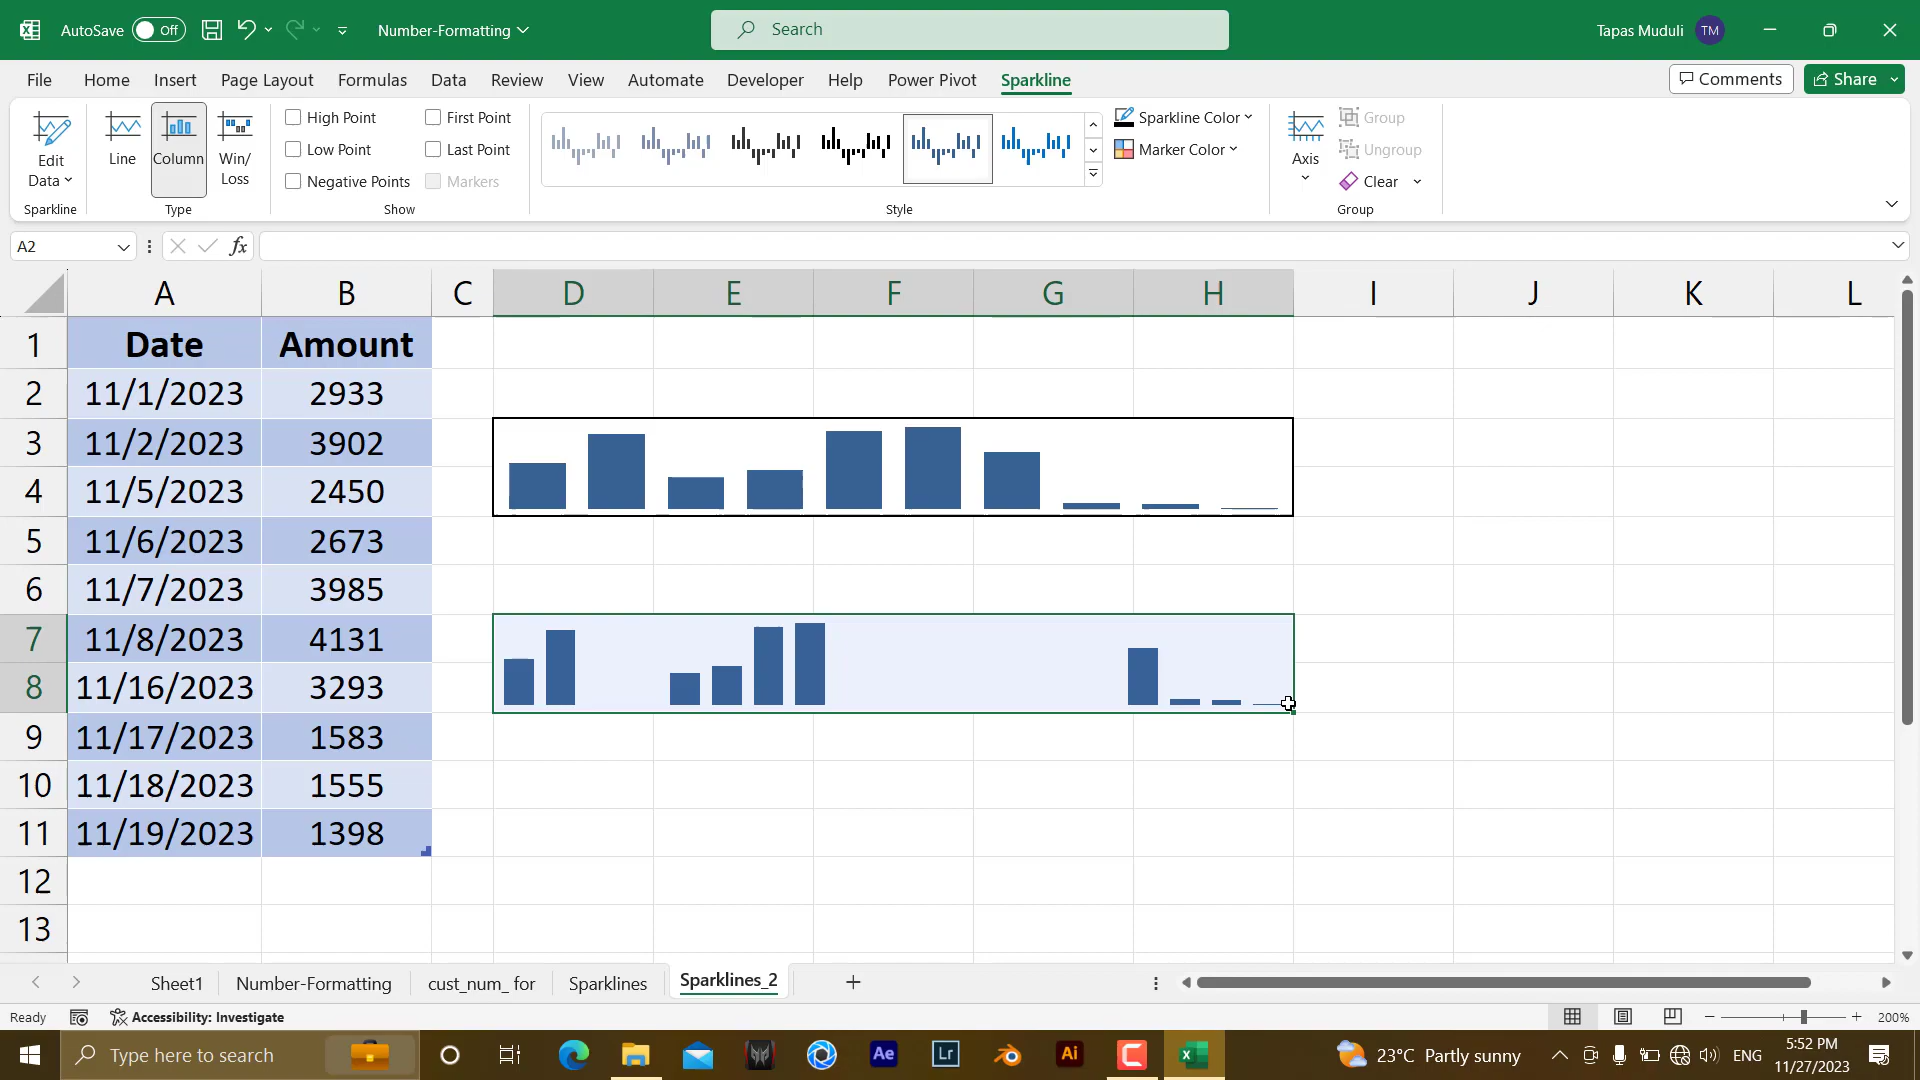 AutoSave Off
Number-Formatting
Search
Tapas Muduli TM
File Home Insert Page Layout Formulas Data Review View Automate Developer Help Power Pivot Sparkline
Comments Share
Edit Data
Line
Column
Win/
Loss
High Point
Low Point
Negative Points
First Point
Last Point
Markers
Sparkline Color
Marker Color
Axis
Group
Ungroup
Clear
Sparkline Type Show Style Group
A2
fx
A B C D E F G H I J K L
1 Date Amount
2 11/1/2023 2933
3 11/2/2023 3902
4 11/5/2023 2450
5 11/6/2023 2673
6 11/7/2023 3985
7 11/8/2023 4131
8 11/16/2023 3293
9 11/17/2023 1583
10 11/18/2023 1555
11 11/19/2023 1398
12
13
Sheet1 Number-Formatting cust_num_ for Sparklines Sparklines_2
Ready Accessibility: Investigate 200%
Type here to search
Ae
Lr
Ai
23°C Partly sunny
ENG
5:52 PM
11/27/2023